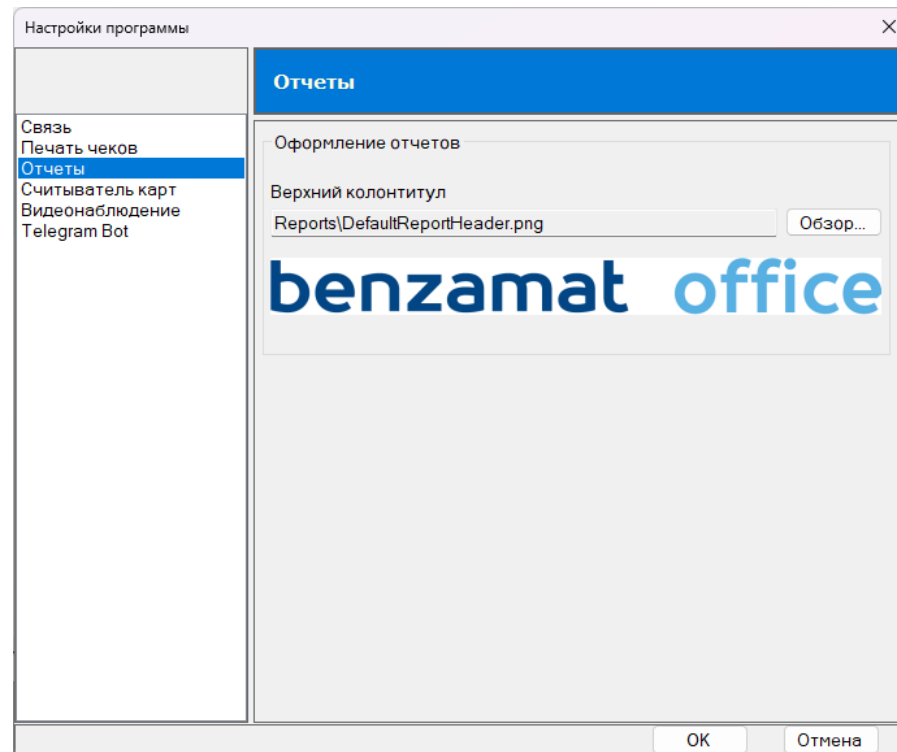 Настройки программы
Отчеты
Связь
Печать чеков
Отчеты
Считыватель карт
Видеонаблюдение
Telegram Bot
Оформление отчетов
Верхний колонтитул
Reports\DefaultReportHeader.png
Обзор...
benzamat office
OK
Отмена